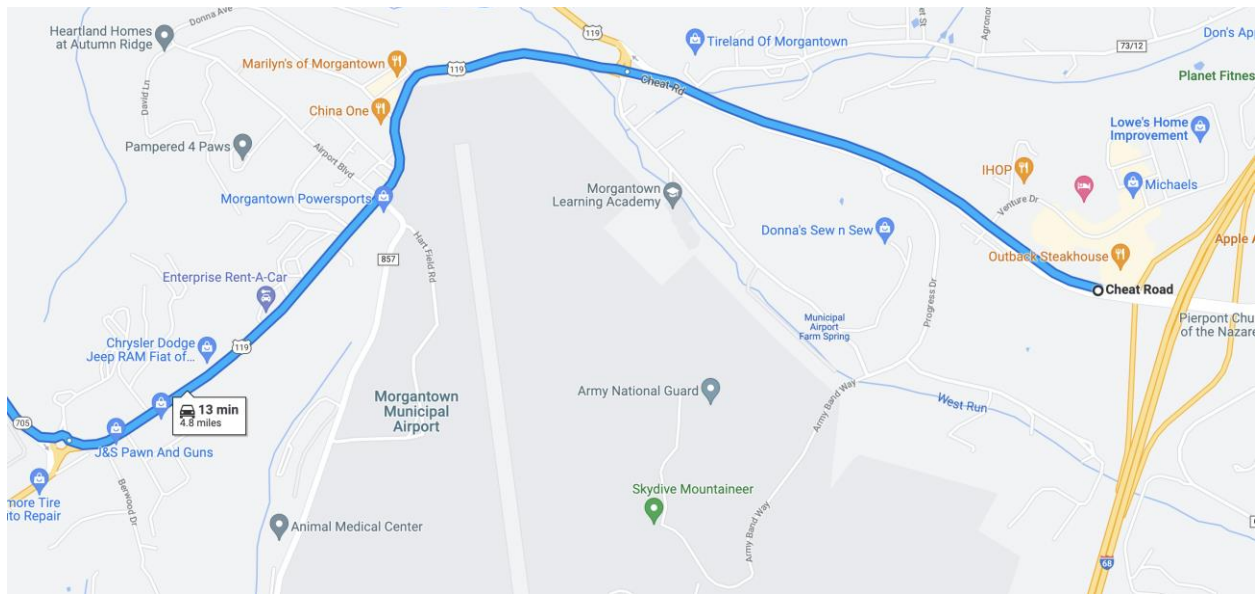 Donna Ave
Heartland Homes
at Autumn Ridge
119
Tireland Of Morgantown
73/12
Don's Ap
Marilyn's of Morgantown
119
Cheat Rd
Planet Fitnes
David Ln
China One
Lowe's Home
Improvement
Pampered 4 Paws
Airport Blvd
IHOP
Morgantown
Learning Academy
Michaels
Morgantown Powersports
Venture Dr
Donna's Sew n Sew
Hart Field Rd
857
Outback Steakhouse
Apple A
Enterprise Rent-A-Car
Cheat Road
Progress Dr
Municipal
Airport
Farm Spring
Pierpont Chu
of the Nazare
Chrysler Dodge
Jeep RAM Fiat of...
119
Morgantown
Municipal
Airport
Army National Guard
Army Band Way
West Run
13 min
4.8 miles
705
J&S Pawn And Guns
more Tire
uto Repair
Berwood Dr
Skydive Mountaineer
Animal Medical Center
Army Band Way
68